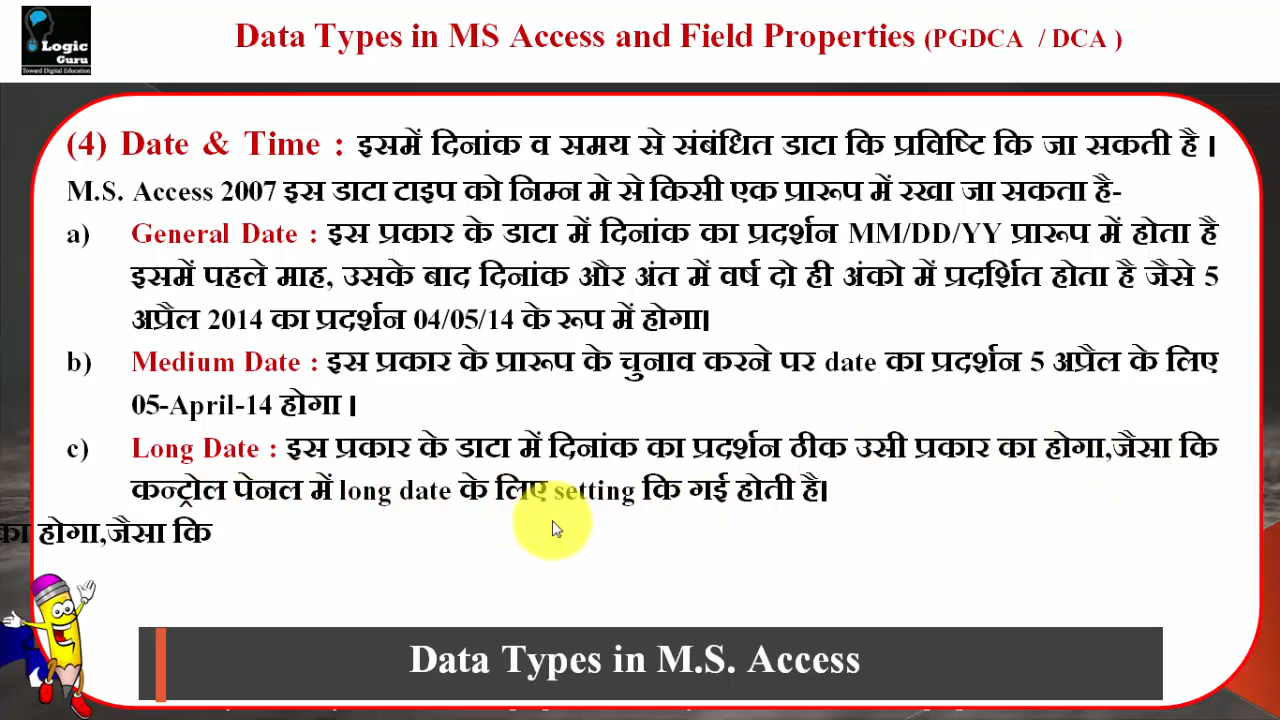 Logic
Guru
Toward Digital Education
Data Types in MS Access and Field Properties (PGDCA / DCA )
(4) Date & Time : इसमें दिनांक व समय से संबंधित डाटा कि प्रविष्टि कि जा सकती है ।
M.S. Access 2007 इस डाटा टाइप को निम्न मे से किसी एक प्रारूप में रखा जा सकता है-
a) General Date : इस प्रकार के डाटा में दिनांक का प्रदर्शन MM/DD/YY प्रारूप में होता है
इसमें पहले माह, उसके बाद दिनांक और अंत में वर्ष दो ही अंको में प्रदर्शित होता है जैसे 5
अप्रैल 2014 का प्रदर्शन 04/05/14 के रूप में होगा।
b) Medium Date : इस प्रकार के प्रारूप के चुनाव करने पर date का प्रदर्शन 5 अप्रैल के लिए
05-April-14 होगा ।
c) Long Date : इस प्रकार के डाटा में दिनांक का प्रदर्शन ठीक उसी प्रकार का होगा,जैसा कि
कन्ट्रोल पेनल में long date के लिए setting कि गई होती है।
का होगा,जैसा कि
Data Types in M.S. Access